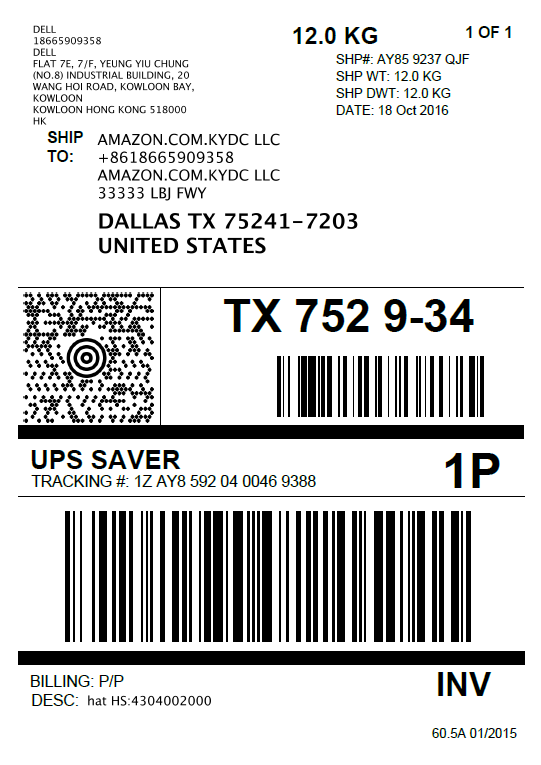 DELL
18665909358
DELL
FLAT 7E, 7/F, YEUNG YIU CHUNG
(NO.8) INDUSTRIAL BUILDING, 20
WANG HOI ROAD, KOWLOON BAY,
KOWLOON
KOWLOON HONG KONG 518000
HK
12.0 KG
1 OF 1
SHP#: AY85 9237 QJF
SHP WT: 12.0 KG
SHP DWT: 12.0 KG
DATE: 18 Oct 2016
SHIP TO:
AMAZON.COM.KYDC LLC
+8618665909358
AMAZON.COM.KYDC LLC
33333 LBJ FWY
DALLAS TX 75241-7203
UNITED STATES
TX 752 9-34
UPS SAVER
TRACKING #: 1Z AY8 592 04 0046 9388
1P
BILLING: P/P
DESC: hat HS:4304002000
INV
60.5A 01/2015